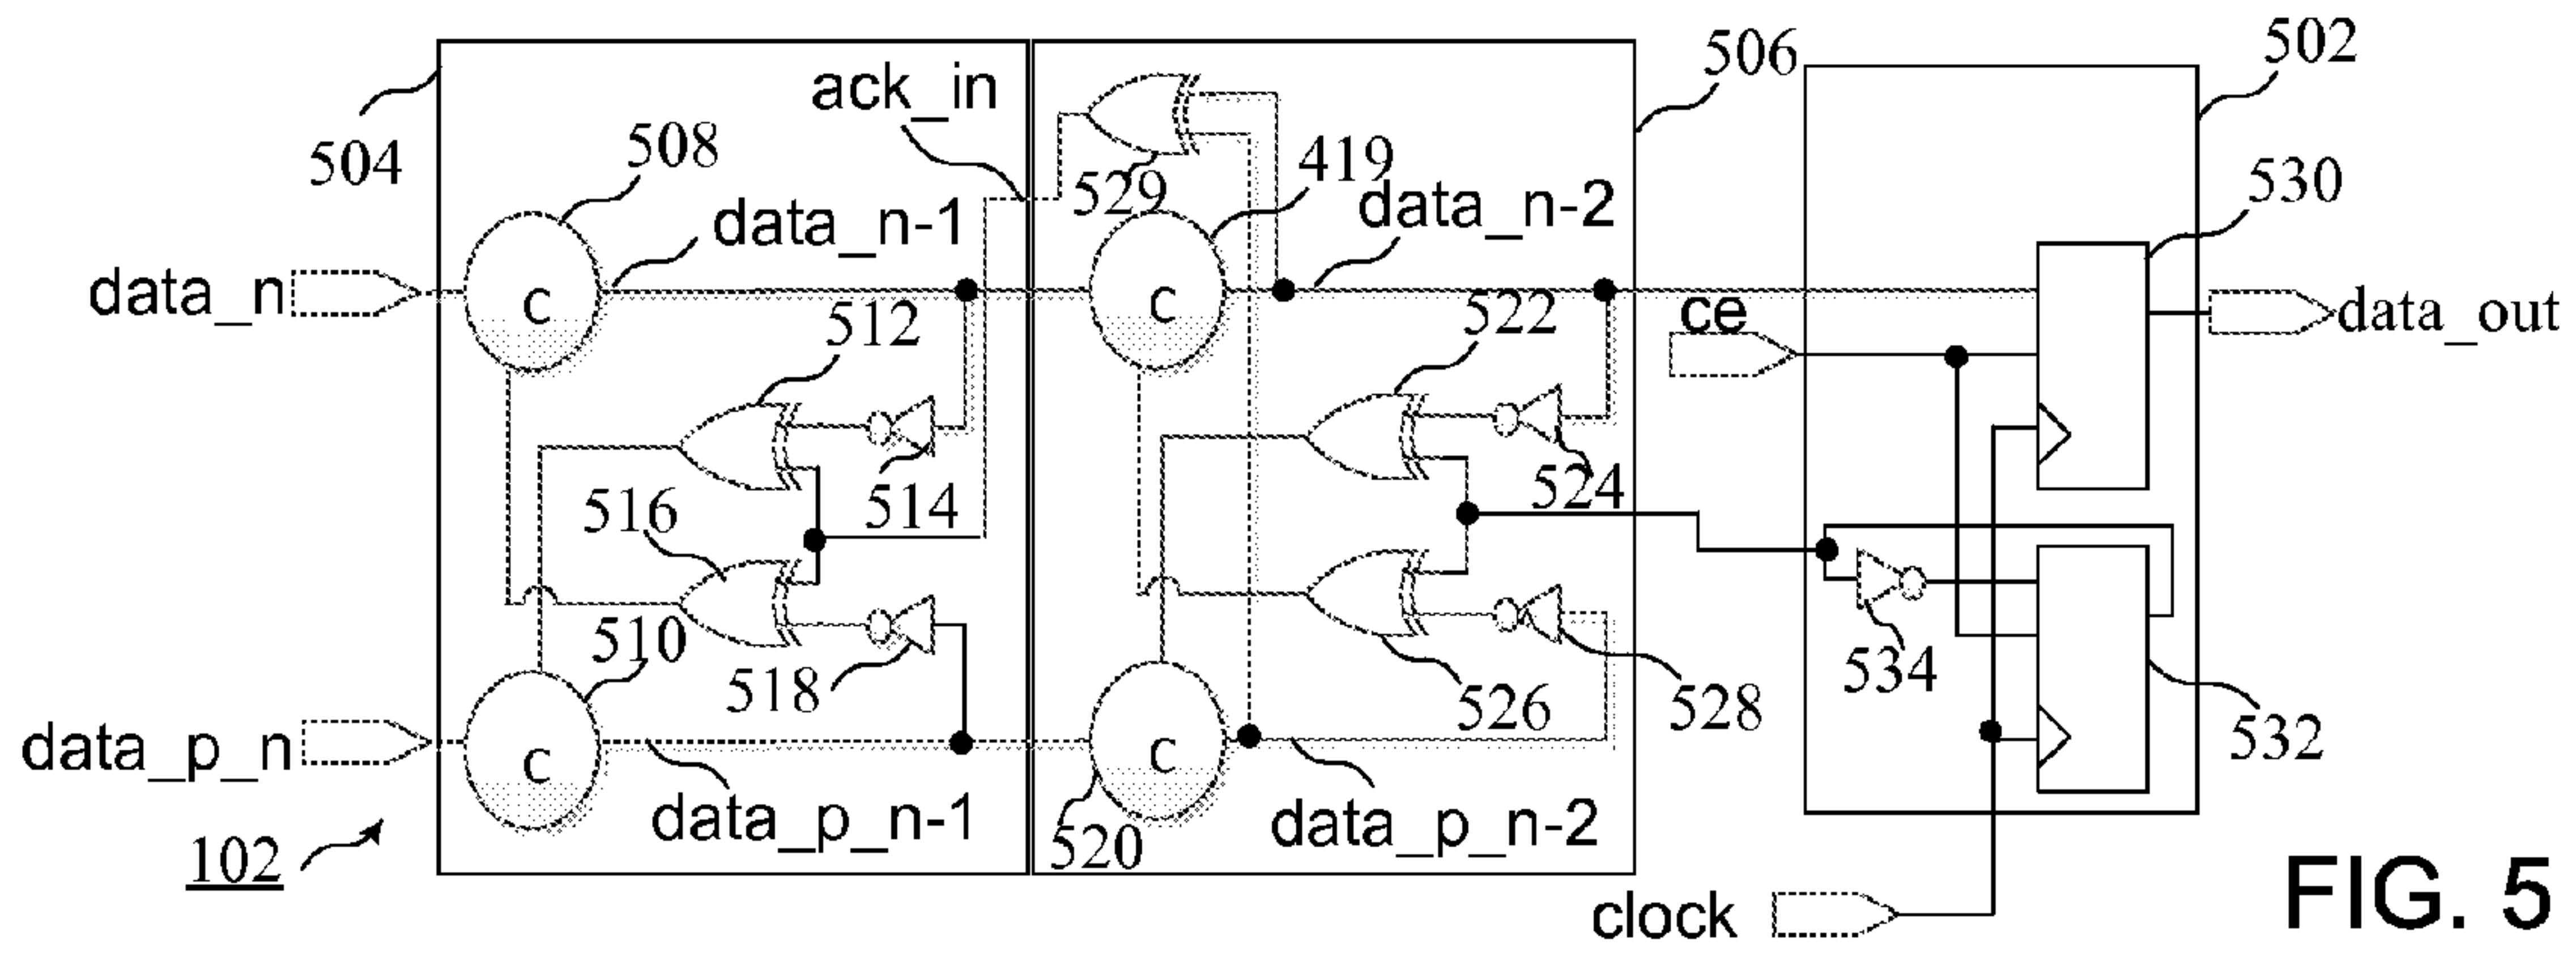 502
506
ack_in
508
504
419
529
530
data_n-1
data_n-2
data_n
512
522
ce
data_out
514
524
516
510
518
534
526
528
532
data_p_n
data_p_n-1
data_p_n-2
520
102
clock
FIG. 5
C
C
C
C